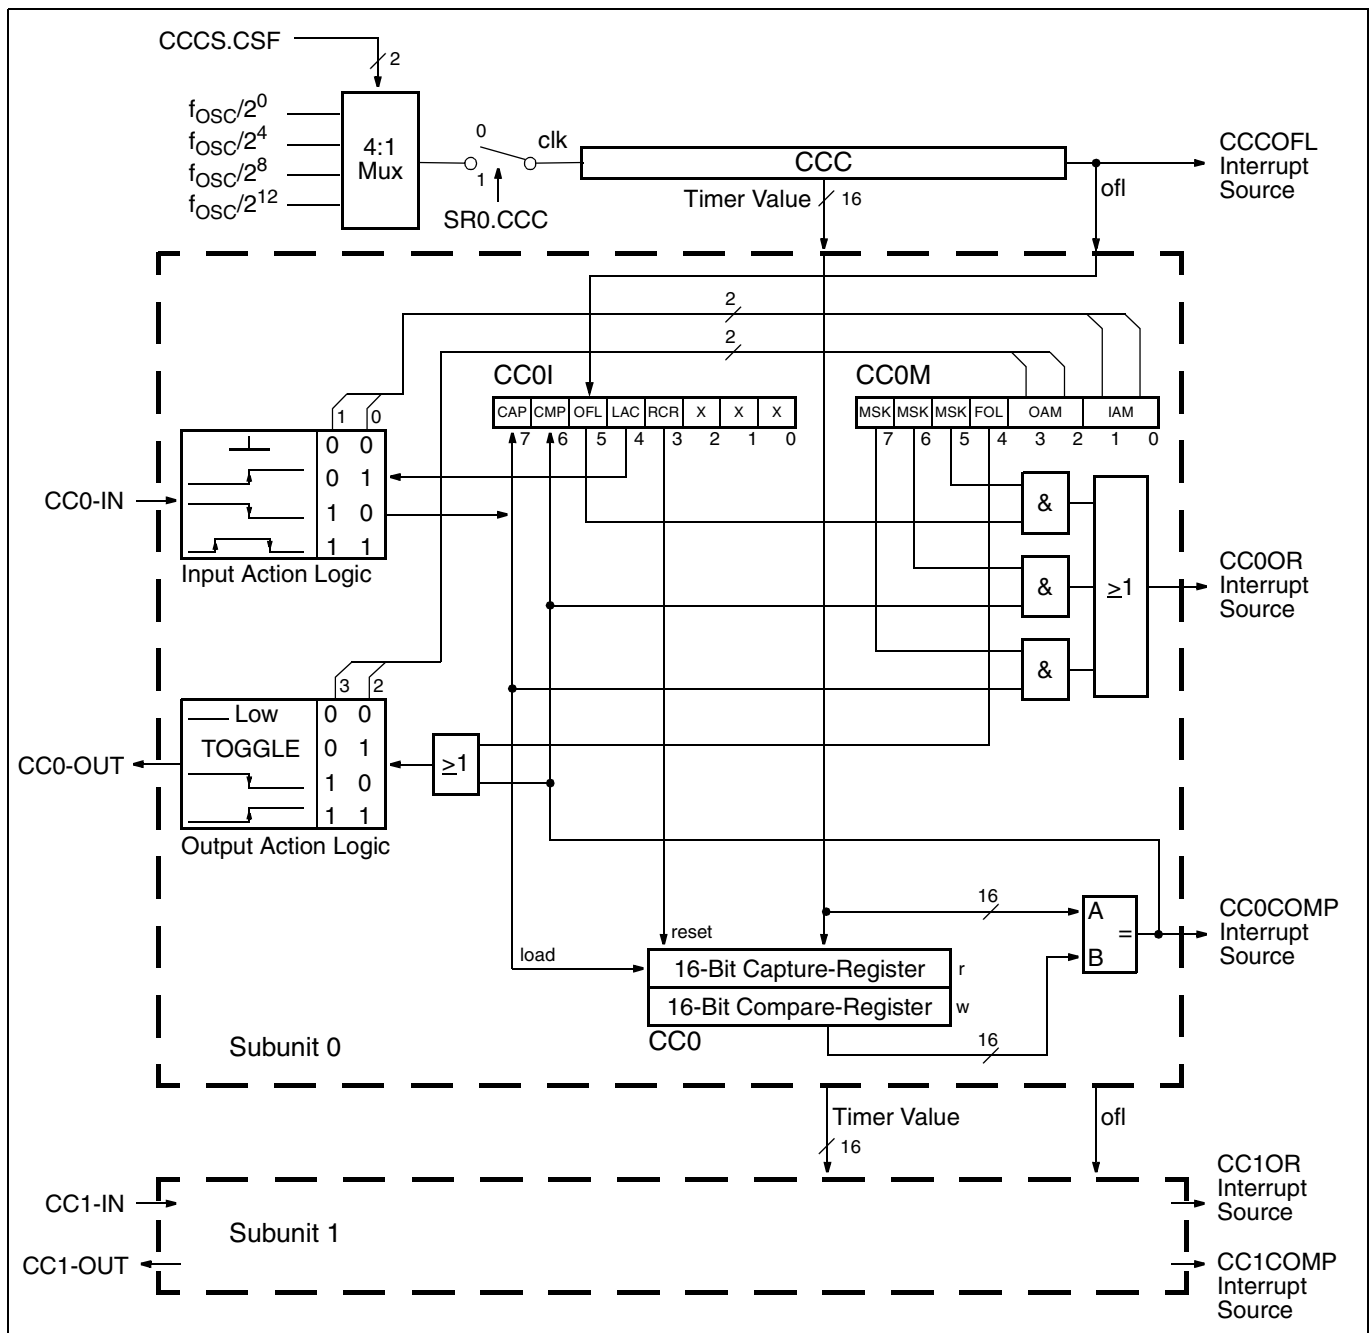 CCCS.CSF
2
fOSC/2^0
fOSC/2^4
fOSC/2^8
fOSC/2^12
4:1
Mux
0
1
SR0.CCC
clk
CCC
Timer Value
16
ofl
CCCOFL
Interrupt
Source
2
2
CC0I
CAP CMP OFL LAC RCR X X X
7 6 5 4 3 2 1 0
CC0M
MSK MSK MSK FOL OAM IAM
7 6 5 4 3 2 1 0
1 0
0 0
0 1
1 0
1 1
CC0-IN
Input Action Logic
&
&
&
≥1
CC0OR
Interrupt
Source
3 2
Low 0 0
TOGGLE 0 1
1 0
1 1
CC0-OUT
Output Action Logic
≥1
16
A
B
=
CC0COMP
Interrupt
Source
reset
load
16-Bit Capture-Register r
16-Bit Compare-Register w
CC0
16
Subunit 0
Timer Value
16
ofl
CC1-IN
Subunit 1
CC1-OUT
CC1OR
Interrupt
Source
CC1COMP
Interrupt
Source